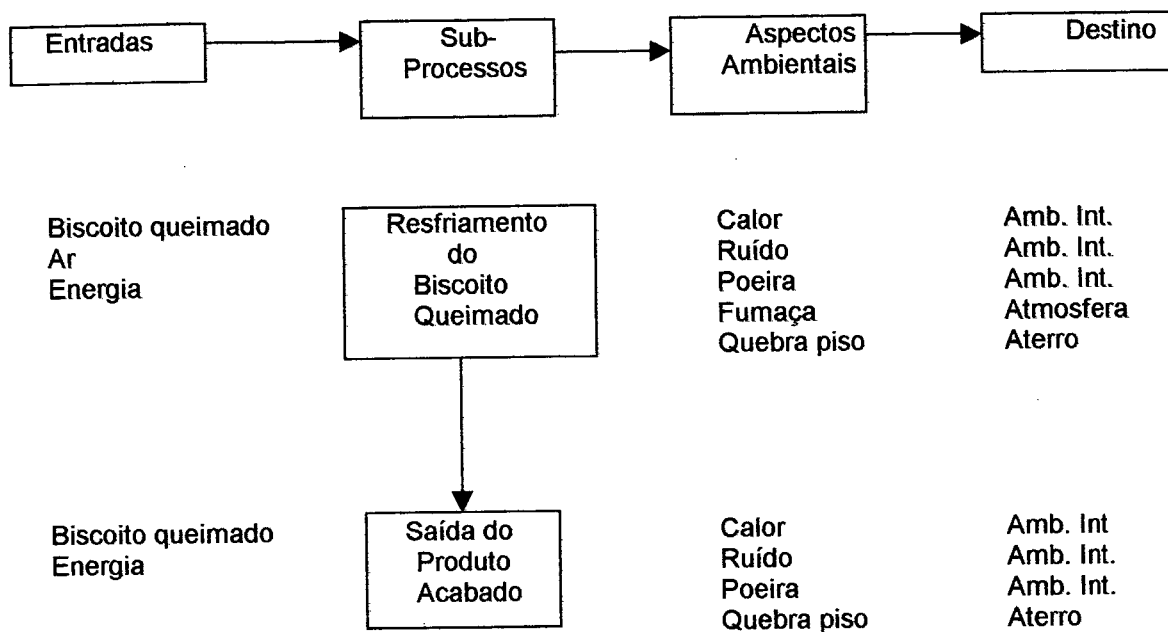 Entradas
Sub-
Processos
Aspectos
Ambientais
Destino
Biscoito queimado
Ar
Energia
Resfriamento
do
Biscoito
Queimado
Calor
Ruído
Poeira
Fumaça
Quebra piso
Amb. Int.
Amb. Int.
Amb. Int.
Atmosfera
Aterro
Biscoito queimado
Energia
Saída do
Produto
Acabado
Calor
Ruído
Poeira
Quebra piso
Amb. Int
Amb. Int.
Amb. Int.
Aterro